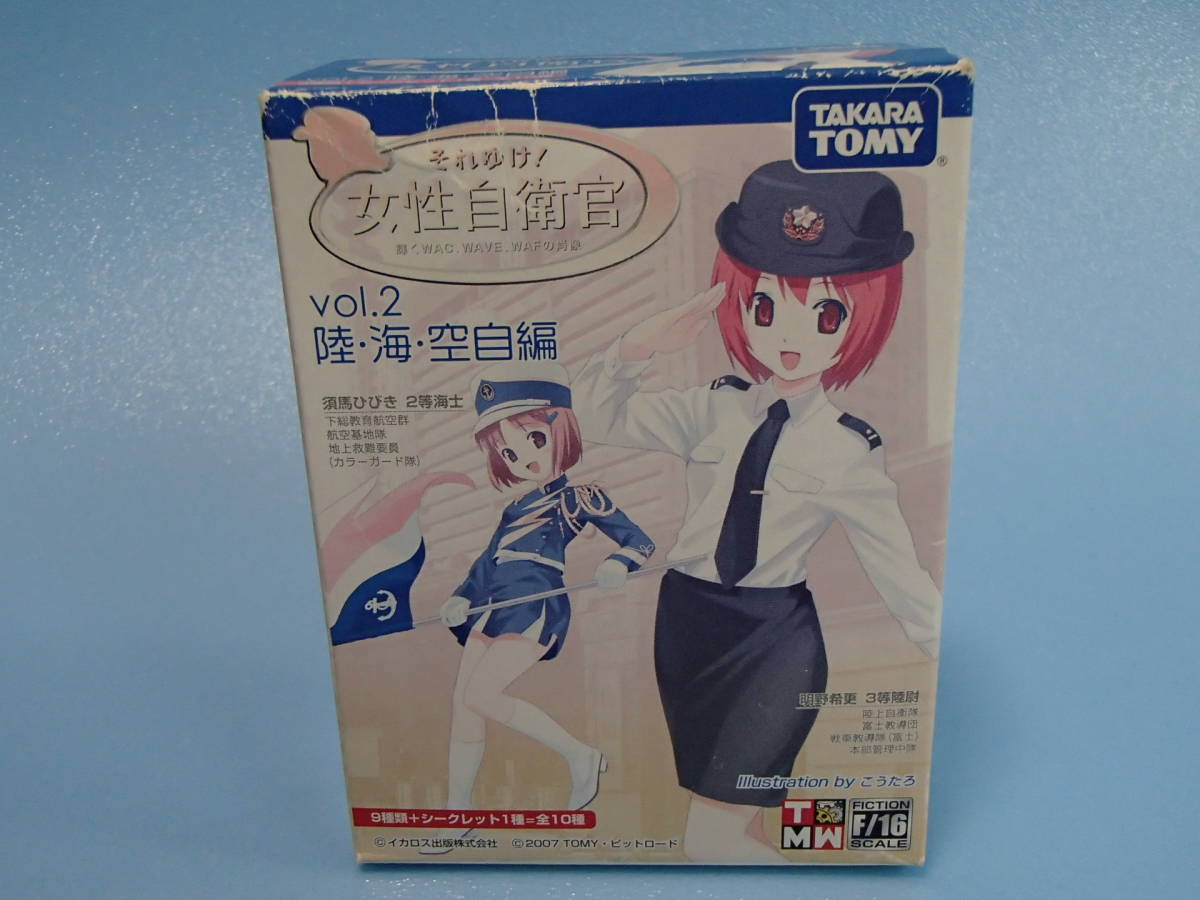 TAKARA
TOMY
®
それゆけ!
女性自衛官
輝く、WAC、WAVE、WAFの肖像
vol.2
陸・海・空自編
須馬ひびき 2等海士
下総教育航空群
航空基地隊
地上救難要員
(カラーガード隊)
明野希更 3等陸尉
陸上自衛隊
富士教導団
戦車教導隊(富士)
本部管理中隊
Illustration by こうたろ
9種類+シークレット1種=全10種
TMMW
FICTION
F/16
SCALE
©イカロス出版株式会社 ©2007 TOMY・ピットロード